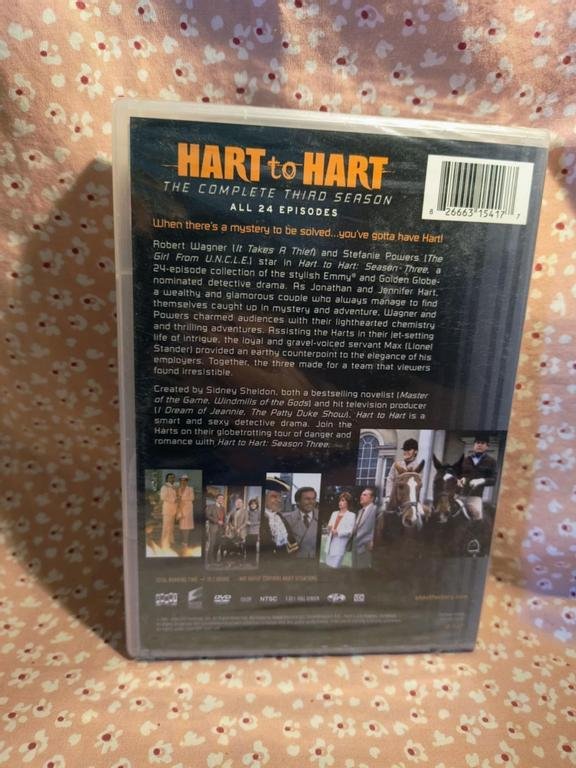 HART to HART
THE COMPLETE THIRD SEASON
ALL 24 EPISODES
8 26663 15417 7
When there's a mystery to be solved...you've gotta have Hart!
Robert Wagner (It Takes A Thief) and Stefanie Powers (The
Girl From U.N.C.L.E.) star in Hart to Hart: Season Three, a
24-episode collection of the stylish Emmy® and Golden Globe-
nominated detective drama. As Jonathan and Jennifer Hart,
a wealthy and glamorous couple who always manage to find
themselves caught up in mystery and adventure, Wagner and
Powers charmed audiences with their lighthearted chemistry
and thrilling adventures. Assisting the Harts in their jet-setting
life of intrigue, the loyal and gravel-voiced servant Max (Lionel
Stander) provided an earthy counterpoint to the elegance of his
employers. Together, the three made for a team that viewers
found irresistible.
Created by Sidney Sheldon, both a bestselling novelist (Master
of the Game, Windmills of the Gods) and hit television producer
(I Dream of Jeannie, The Patty Duke Show), Hart to Hart is a
smart and sexy detective drama. Join the
Harts on their globetrotting tour of danger and
romance with Hart to Hart: Season Three.
TOTAL RUNNING TIME
DVD COLOR NTSC
shoutfactory.com